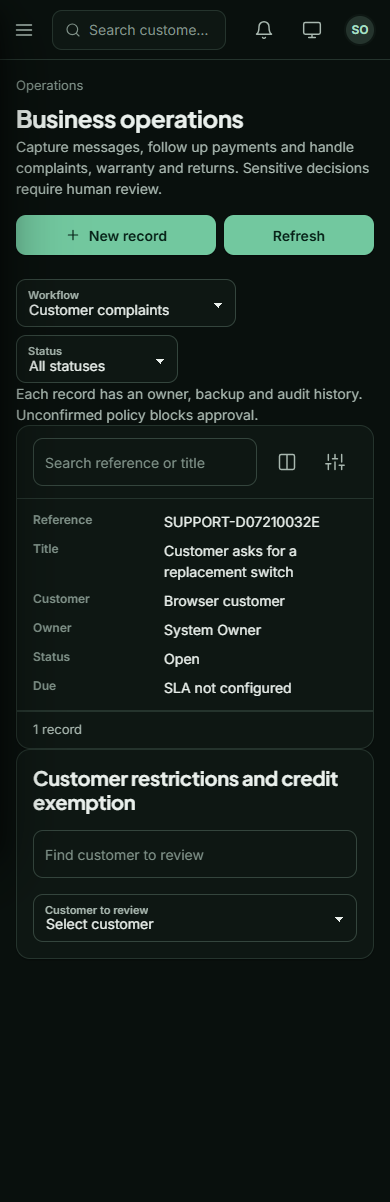 Search custome...
SO
Operations
Business operations
Capture messages, follow up payments and handle
complaints, warranty and returns. Sensitive decisions
require human review.
New record
Refresh
Workflow
Customer complaints
Status
All statuses
Each record has an owner, backup and audit history.
Unconfirmed policy blocks approval.
Search reference or title
Reference SUPPORT-D07210032E
Title Customer asks for a
replacement switch
Customer Browser customer
Owner System Owner
Status Open
Due SLA not configured
1 record
Customer restrictions and credit
exemption
Find customer to review
Customer to review
Select customer